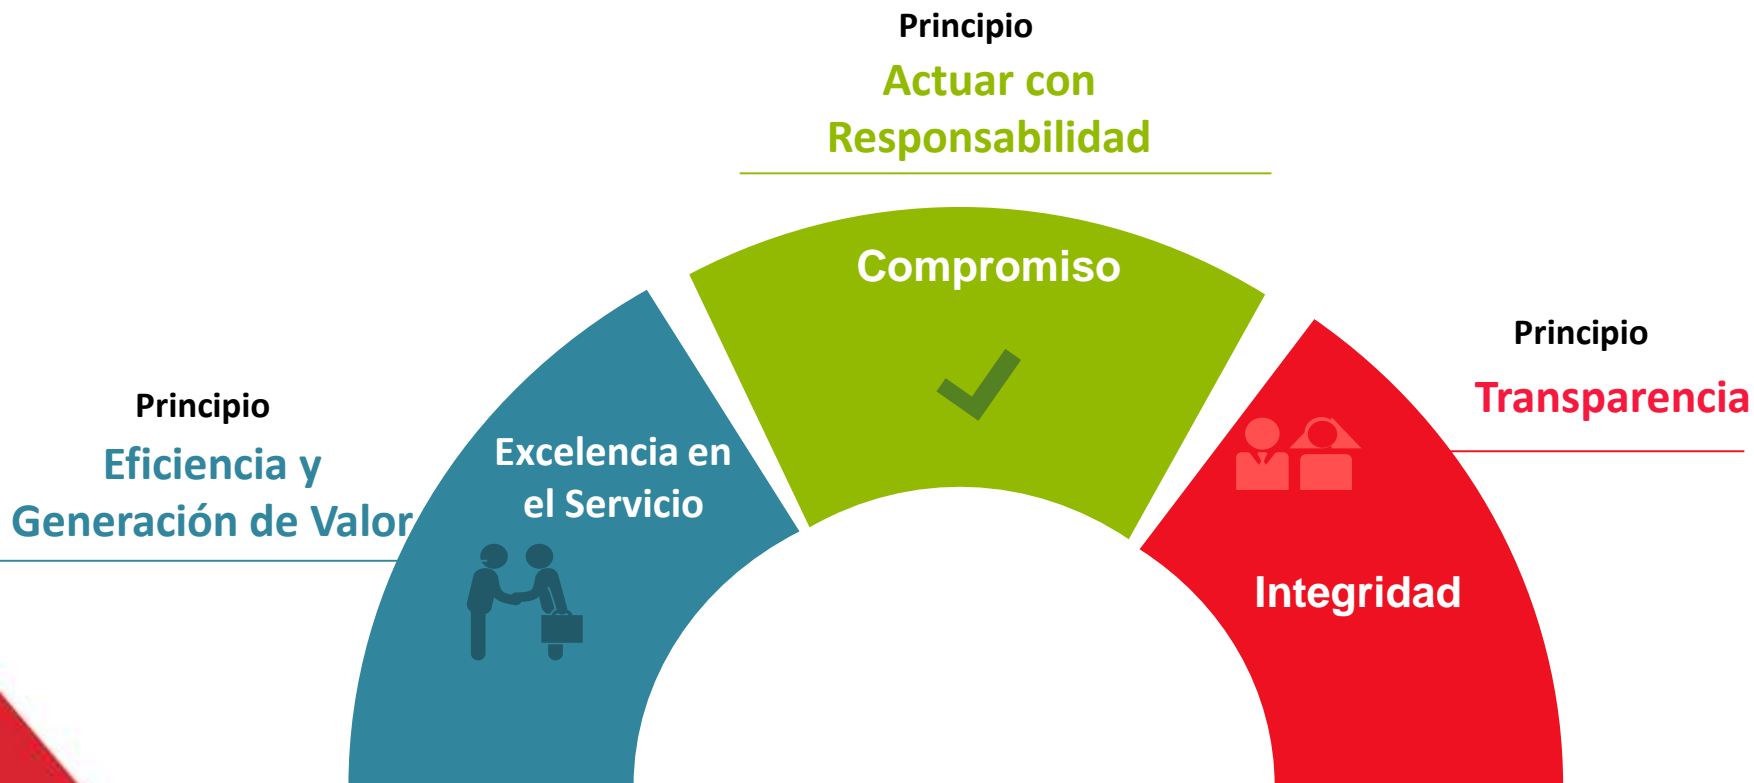 Principio
Actuar con
Responsabilidad
Compromiso
Principio
Transparencia
Integridad
Principio
Eficiencia y
Generación de Valor
Excelencia en
el Servicio